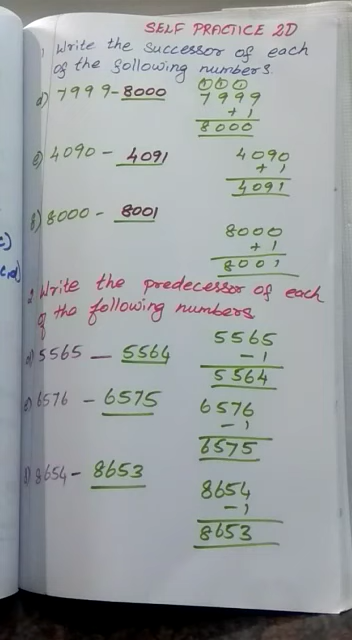 SELF PRACTICE 2D
1 Write the successor of each
of the following numbers.
d) 7999 - 8000
1 1 1
7999
+1
8000
e) 4090 - 4091
4090
+1
4091
f) 8000 - 8001
8000
+1
8001
2 Write the predecessor of each
of the following numbers
5565 - 5564
5565
-1
5564
6576 - 6575
6576
-1
6575
8654 - 8653
8654
-1
8653